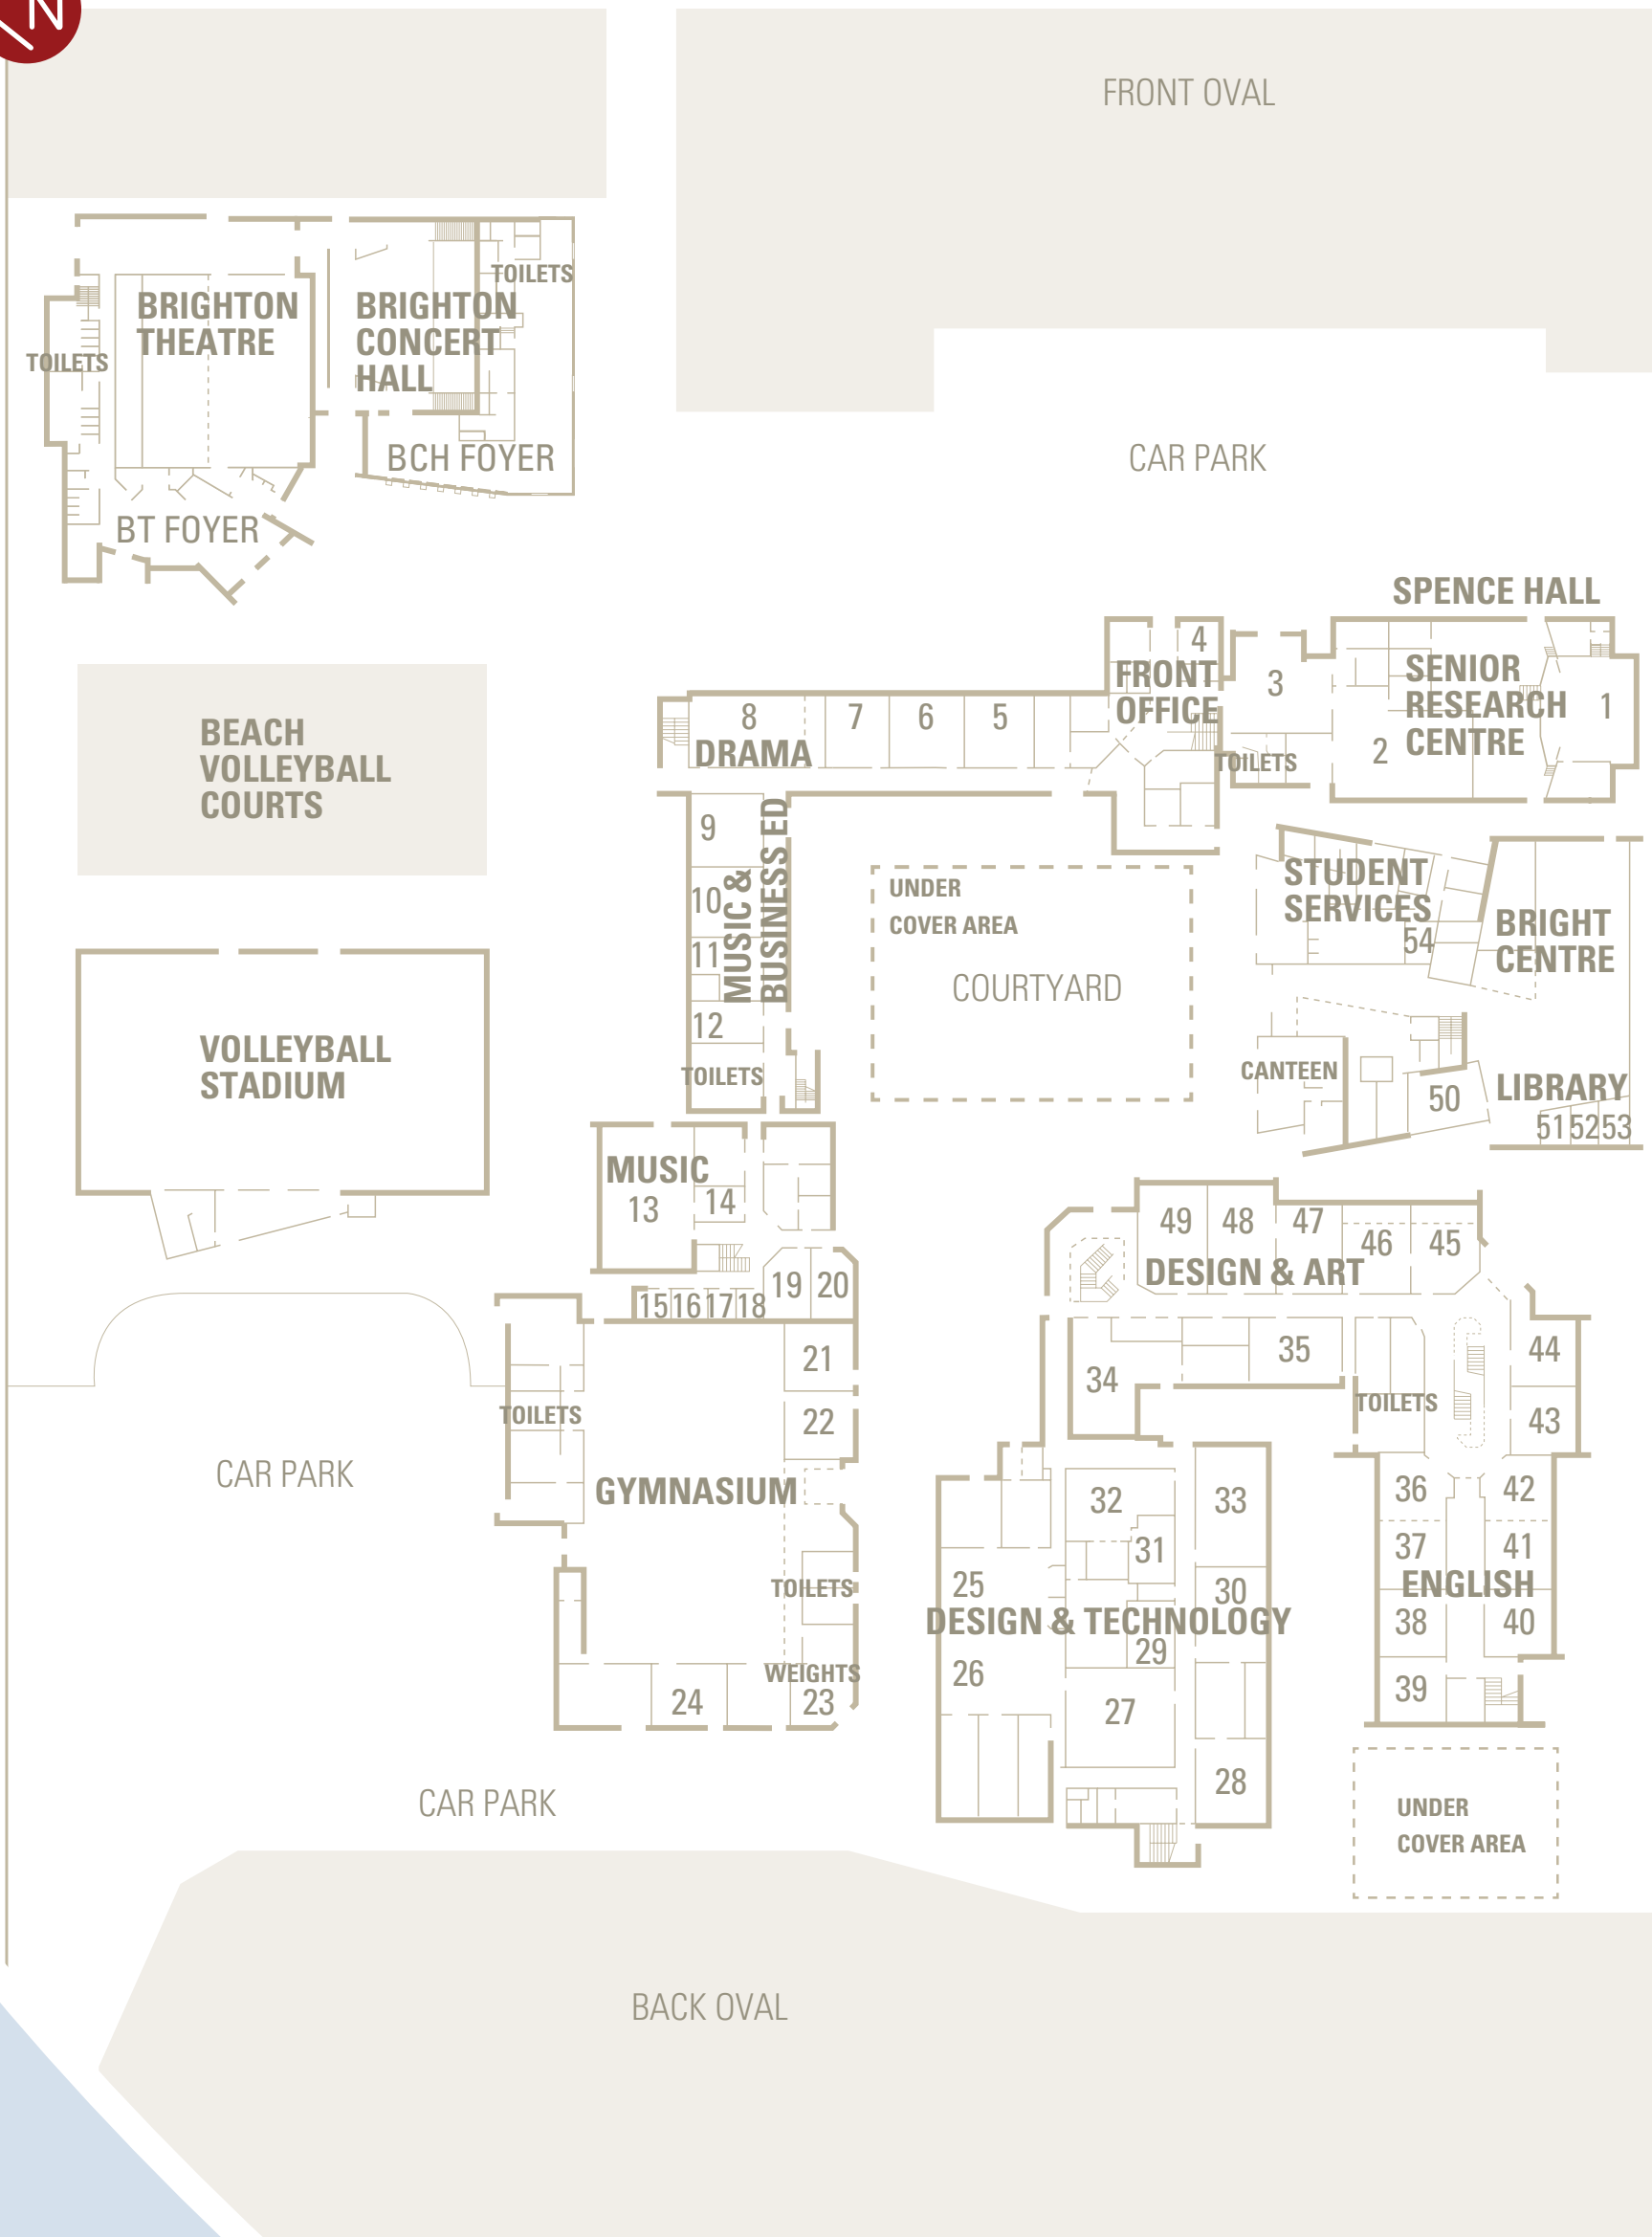 N
FRONT OVAL
TOILETS
BRIGHTON
THEATRE
BRIGHTON
CONCERT
HALL
TOILETS
BCH FOYER
BT FOYER
CAR PARK
SPENCE HALL
4
FRONT
OFFICE
3
TOILETS
SENIOR
RESEARCH
CENTRE
1
2
8
7
6
5
DRAMA
BEACH
VOLLEYBALL
COURTS
9
10
11
12
MUSIC &
BUSINESS ED
TOILETS
UNDER
COVER AREA
COURTYARD
STUDENT
SERVICES
54
BRIGHT
CENTRE
CANTEEN
50
LIBRARY
51
52
53
VOLLEYBALL
STADIUM
MUSIC
13
14
15
16
17
18
19
20
21
22
TOILETS
GYMNASIUM
TOILETS
WEIGHTS
23
24
49
48
47
46
45
DESIGN & ART
34
35
TOILETS
44
43
36
42
37
41
ENGLISH
38
40
39
32
33
31
25
30
DESIGN & TECHNOLOGY
29
26
27
28
CAR PARK
CAR PARK
UNDER
COVER AREA
BACK OVAL